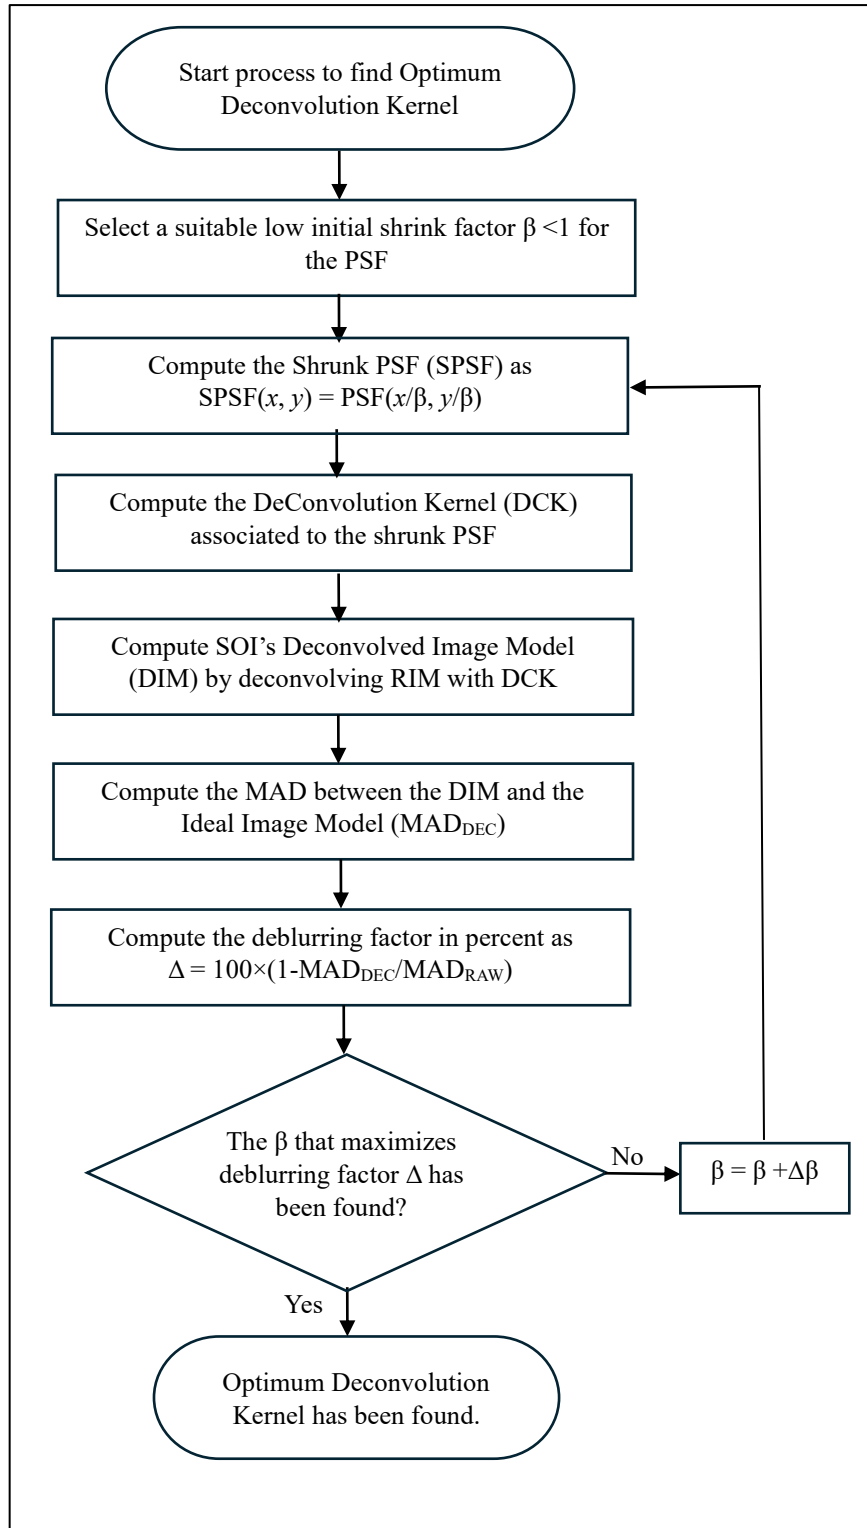 Start process to find Optimum
Deconvolution Kernel
Select a suitable low initial shrink factor β <1 for
the PSF
Compute the Shrunk PSF (SPSF) as
SPSF(x, y) = PSF(x/β, y/β)
Compute the DeConvolution Kernel (DCK)
associated to the shrunk PSF
Compute SOI’s Deconvolved Image Model
(DIM) by deconvolving RIM with DCK
Compute the MAD between the DIM and the
Ideal Image Model (MADDEC)
Compute the deblurring factor in percent as
Δ = 100×(1-MADDEC/MADRAW)
The β that maximizes
deblurring factor Δ has
been found?
No
β = β +Δβ
Yes
Optimum Deconvolution
Kernel has been found.